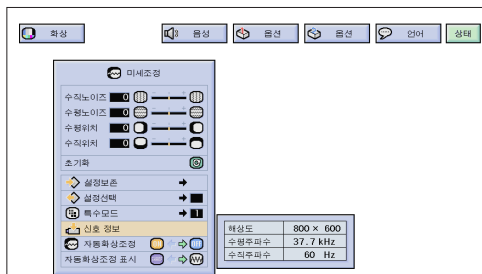 화상 음성 옵션 옵션 언어 상태
미세조정
수직노이즈 0
수평노이즈 0
수평위치 0
수직위치 0
초기화
설정보존
설정선택
특수모드 1
신호 정보
자동화상조정
자동화상조정 표시
해상도 800 × 600
수평주파수 37.7 kHz
수직주파수 60 Hz